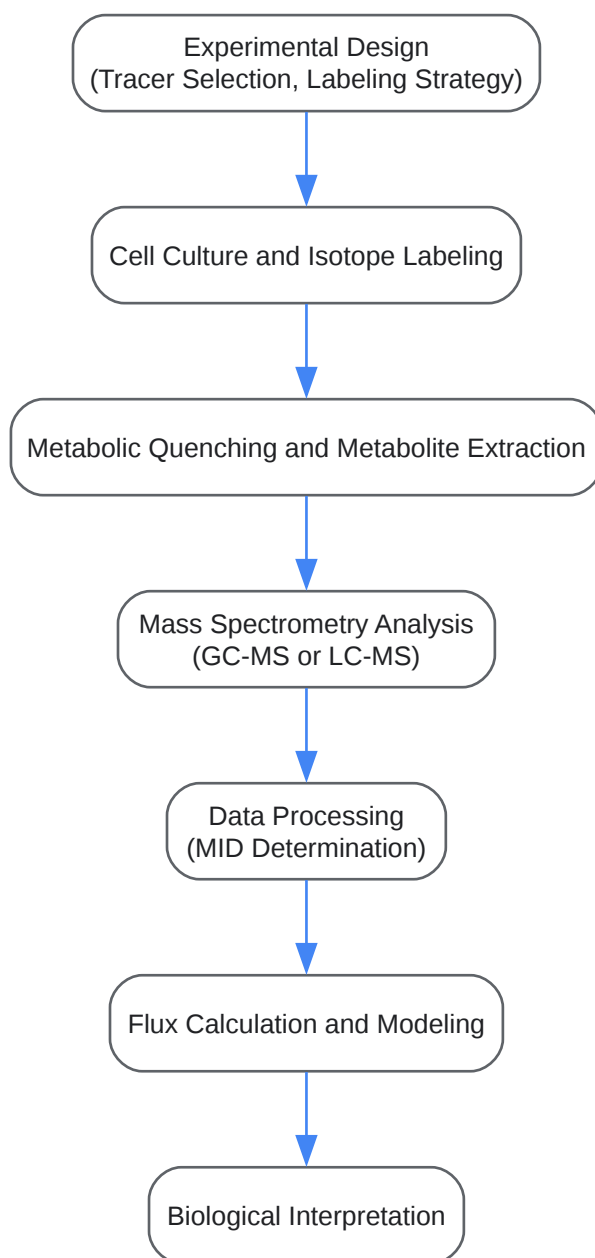 Experimental Design
(Tracer Selection, Labeling Strategy)
Cell Culture and Isotope Labeling
Metabolic Quenching and Metabolite Extraction
Mass Spectrometry Analysis
(GC-MS or LC-MS)
Data Processing
(MID Determination)
Flux Calculation and Modeling
Biological Interpretation